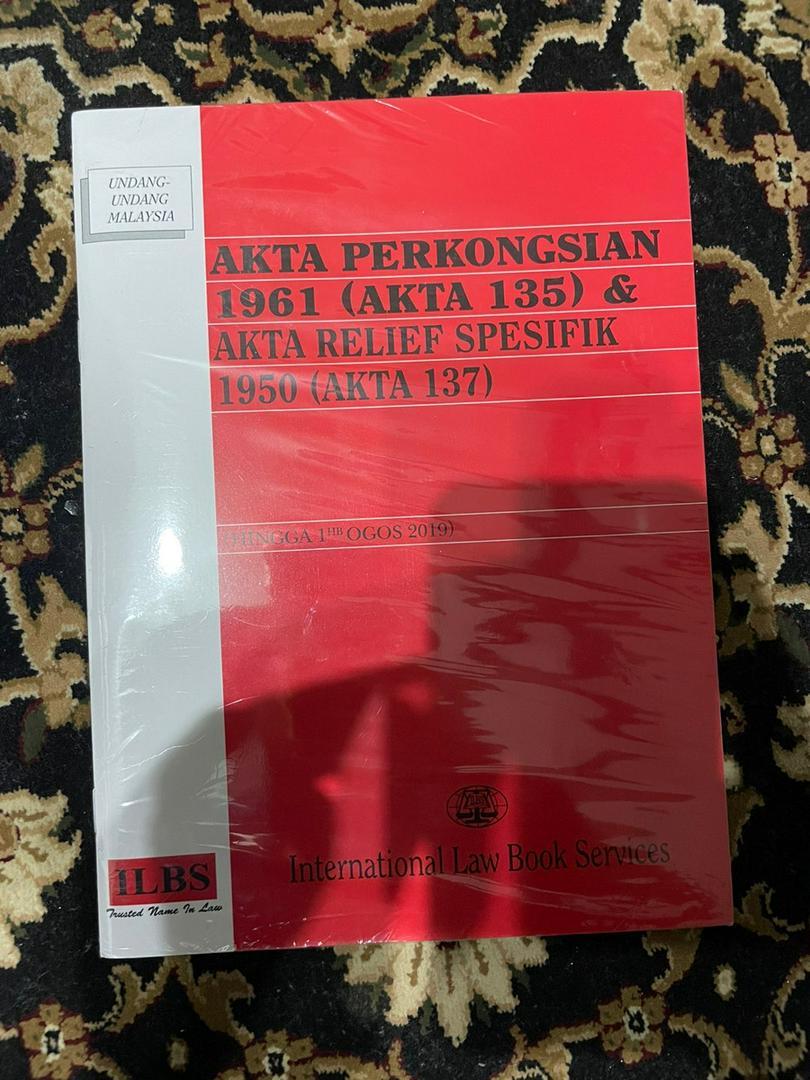 UNDANG-
UNDANG
MALAYSIA
AKTA PERKONGSIAN
1961 (AKTA 135) &
AKTA RELIEF SPESIFIK
1950 (AKTA 137)
(HINGGA 1HB OGOS 2019)
International Law Book Services
ILBS
Trusted Name In Law